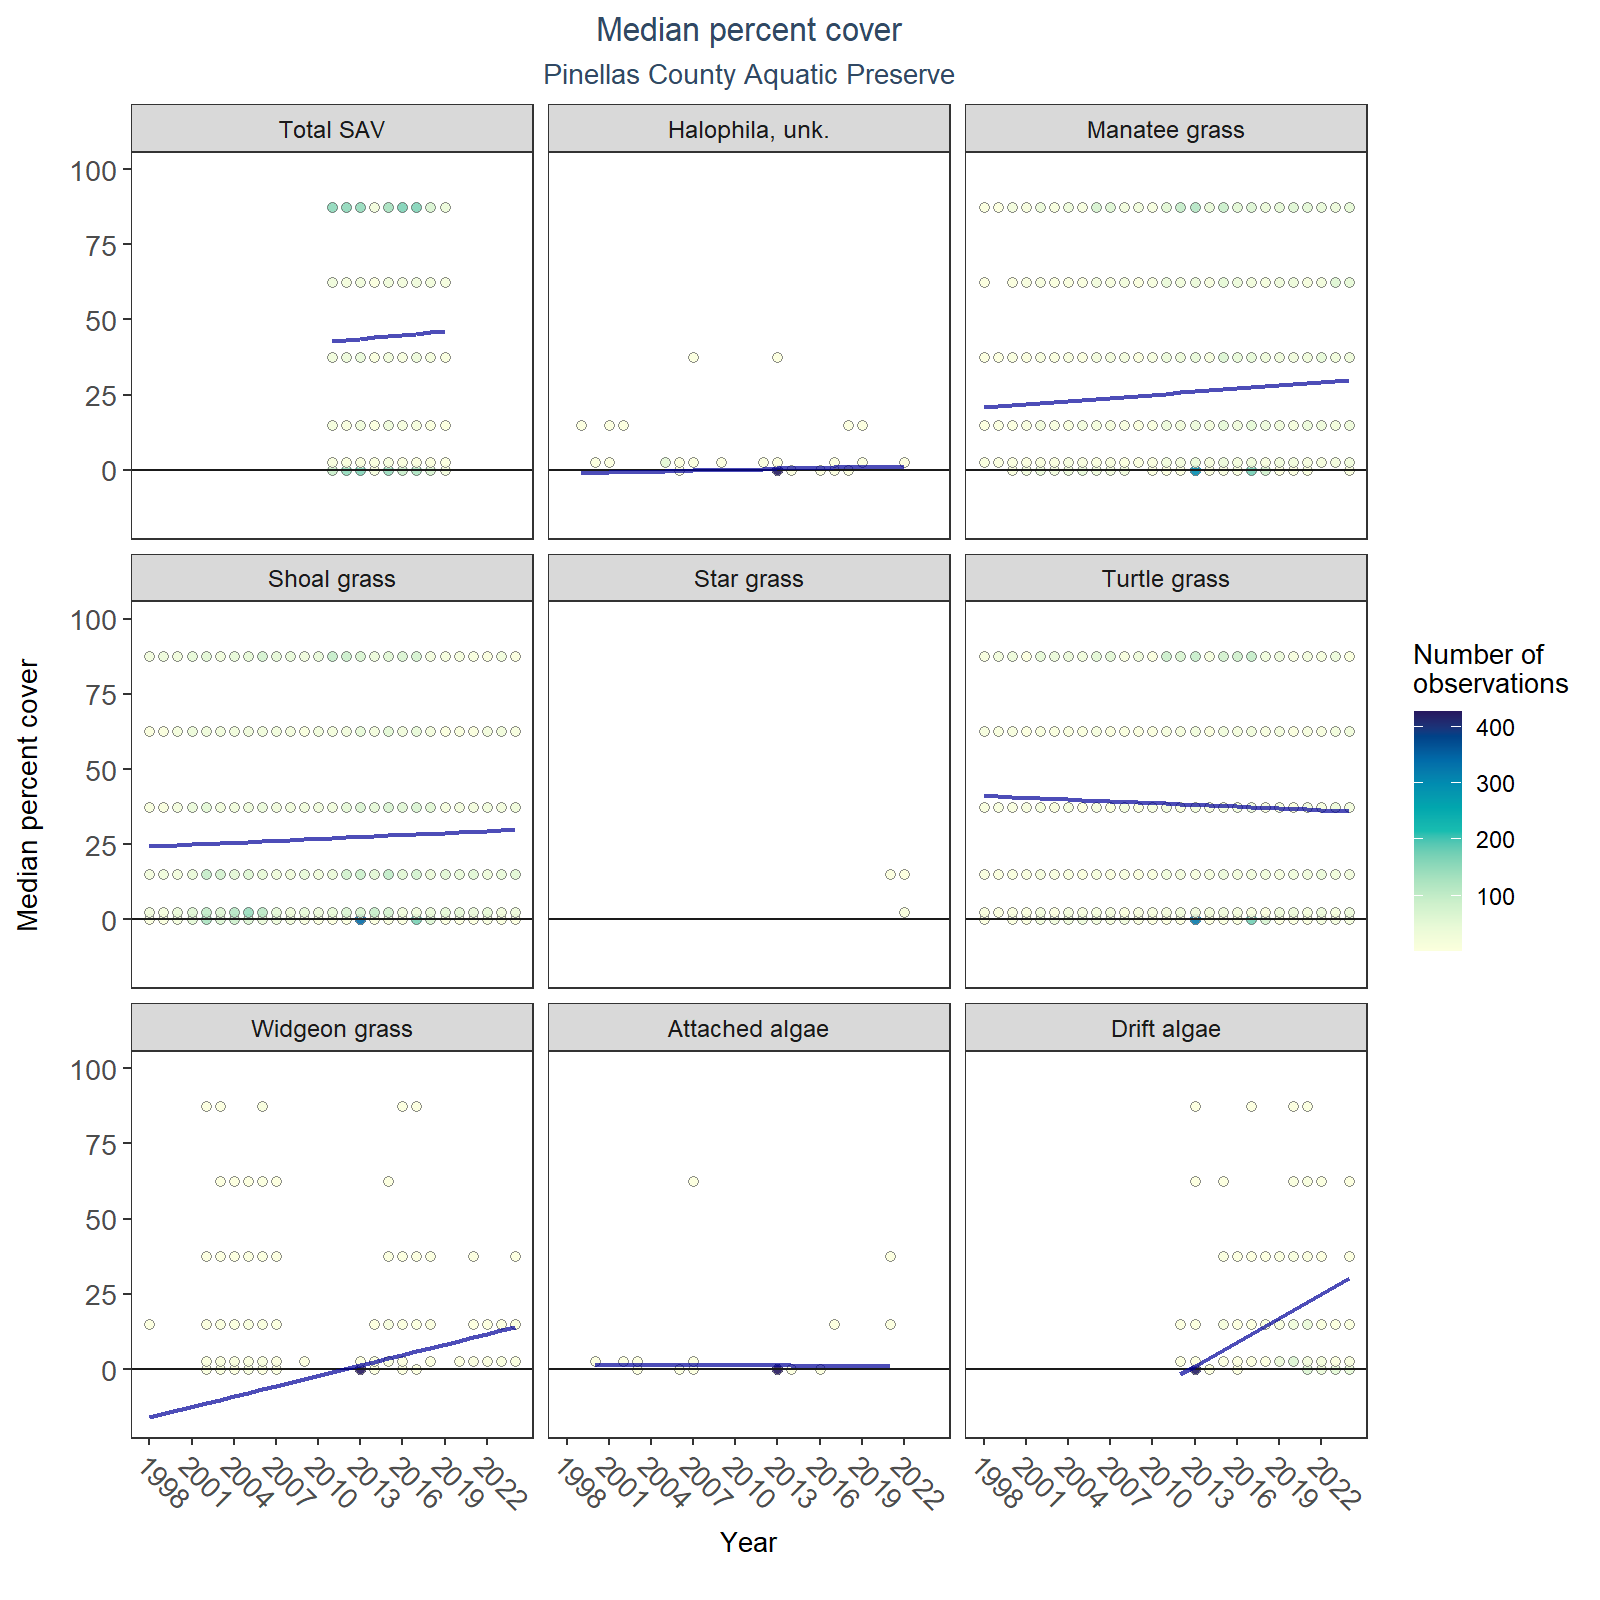 Median percent cover
Pinellas County Aquatic Preserve
Total SAV
Halophila, unk.
Manatee grass
100
75
50
25
0
Shoal grass
Star grass
Turtle grass
100
75
50
25
0
Median percent cover
Number of
observations
400
300
200
100
Widgeon grass
Attached algae
Drift algae
100
75
50
25
0
1998 2001 2004 2007 2010 2013 2016 2019 2022
1998 2001 2004 2007 2010 2013 2016 2019 2022
1998 2001 2004 2007 2010 2013 2016 2019 2022
Year